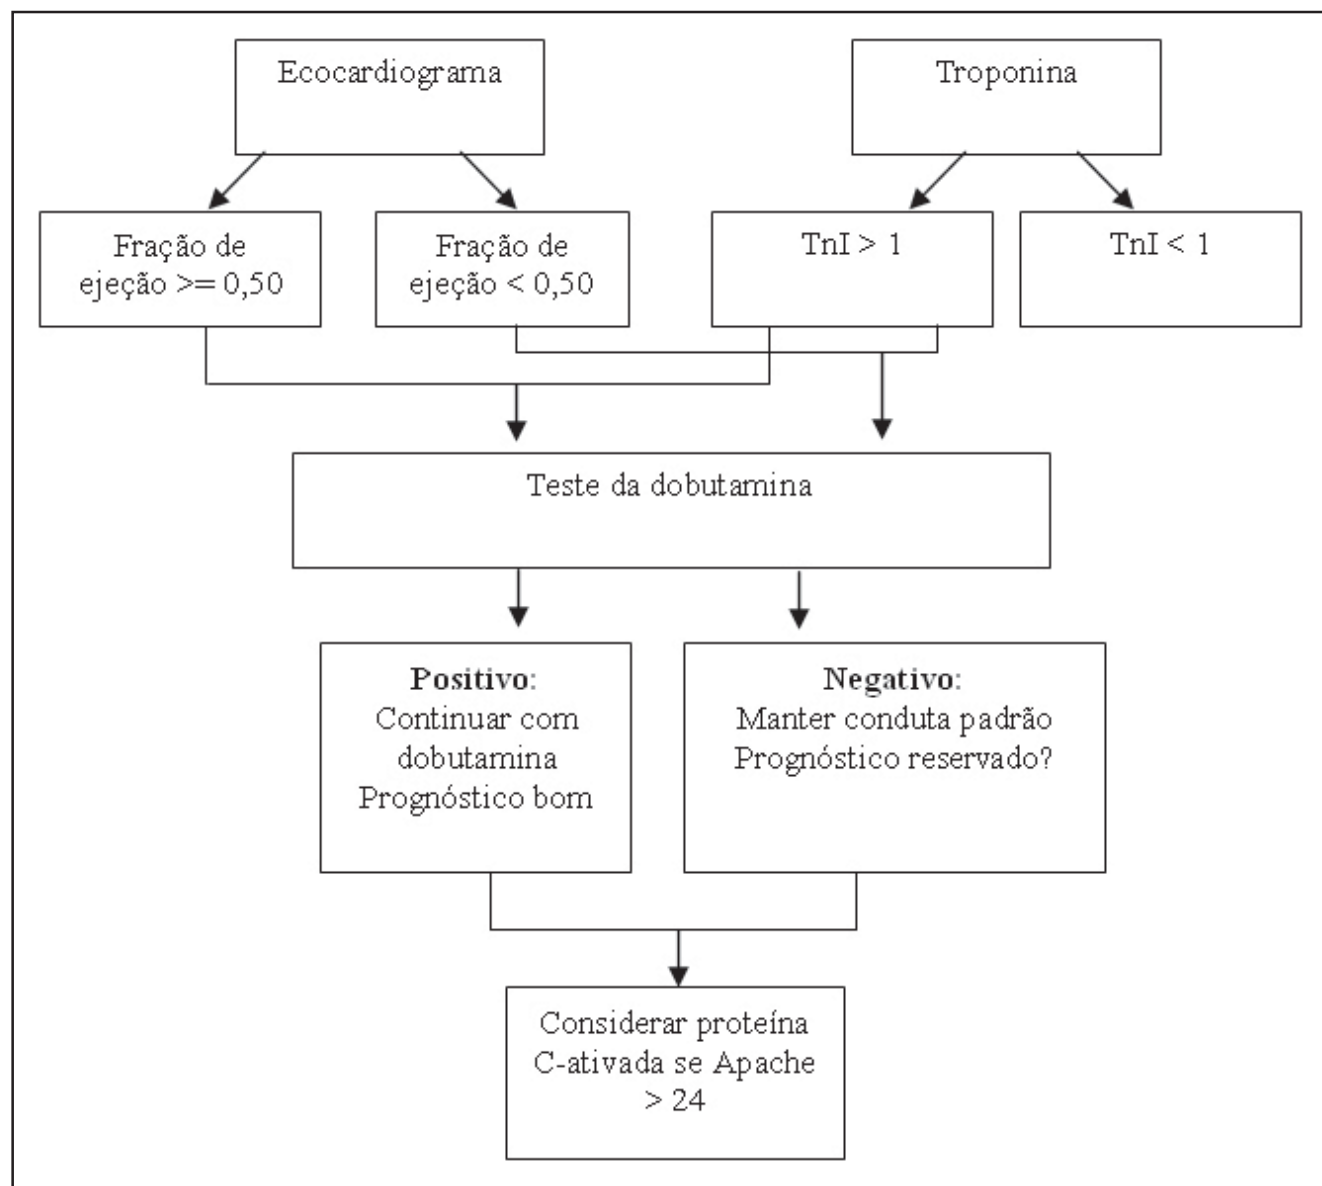 Ecocardiograma
Troponina
Fração de
ejeção >= 0,50
Fração de
ejeção < 0,50
TnI > 1
TnI < 1
Teste da dobutamina
Positivo:
Continuar com
dobutamina
Prognóstico bom
Negativo:
Manter conduta padrão
Prognóstico reservado?
Considerar proteína
C-ativada se Apache
> 24